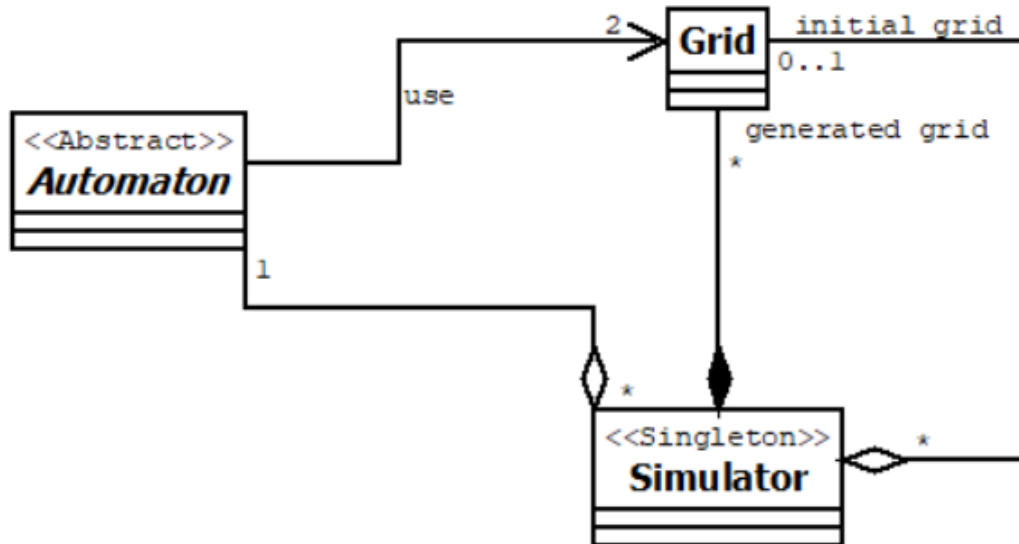 2
Grid
initial grid
0..1
use
<<Abstract>>
Automaton
generated grid
*
1
*
<<Singleton>>
Simulator
*